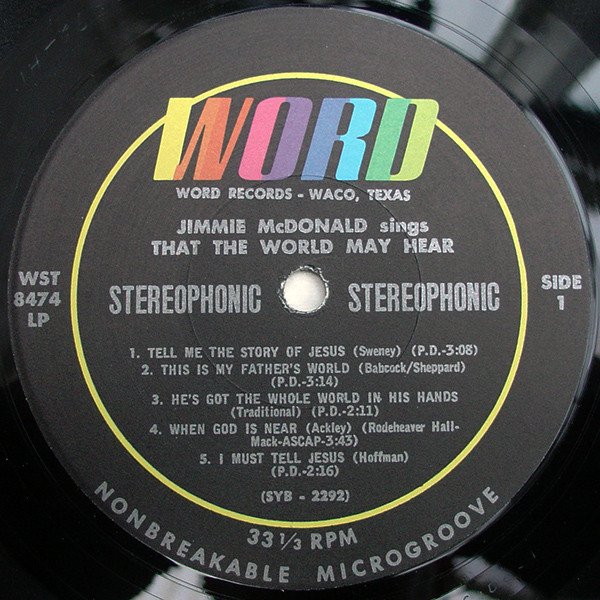 WORD
WORD RECORDS - WACO, TEXAS
JIMMIE McDONALD sings
THAT THE WORLD MAY HEAR
WST
8474
LP
STEREOPHONIC STEREOPHONIC
SIDE
1
1. TELL ME THE STORY OF JESUS (Sweney) (P.D.-3:08)
2. THIS IS MY FATHER'S WORLD (Babcock/Sheppard)
(P.D.-3:14)
3. HE'S GOT THE WHOLE WORLD IN HIS HANDS
(Traditional) (P.D.-2:11)
4. WHEN GOD IS NEAR (Ackley) (Rodeheaver Hall-
Mack-ASCAP-3:43)
5. I MUST TELL JESUS (Hoffman)
(P.D.-2:16)
(SYB - 2292)
33 1/3 RPM
NONBREAKABLE MICROGROOVE